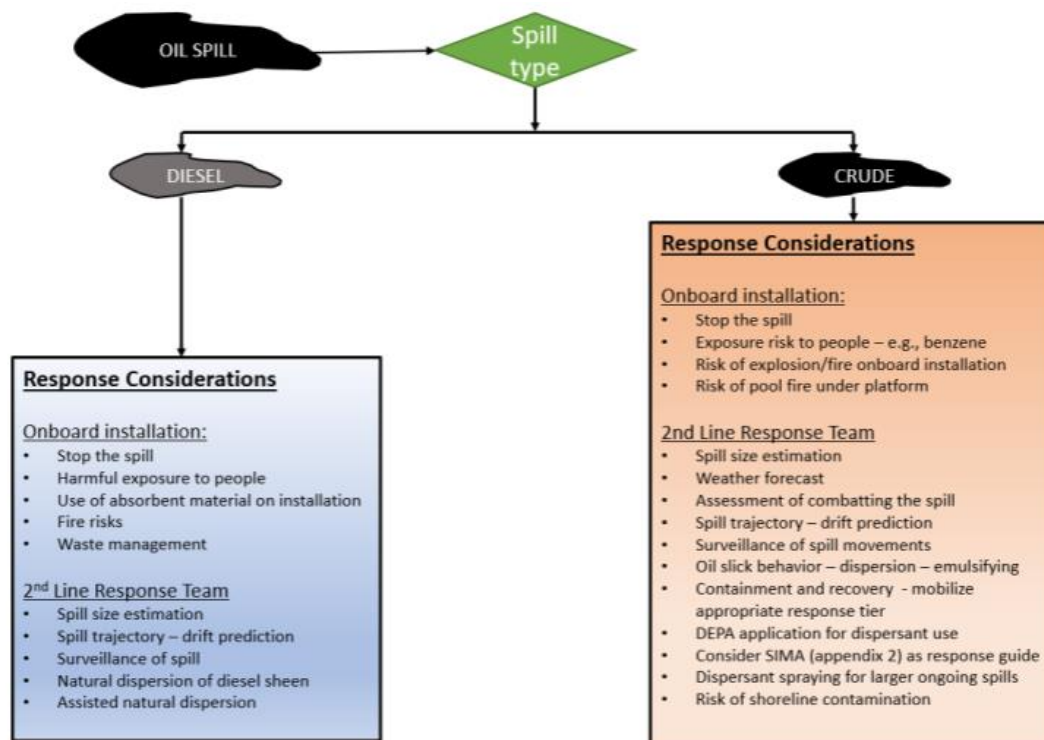 OIL SPILL
Spill
type
DIESEL
CRUDE
Response Considerations
Onboard installation:
• Stop the spill
• Harmful exposure to people
• Use of absorbent material on installation
• Fire risks
• Waste management
2nd Line Response Team
• Spill size estimation
• Spill trajectory – drift prediction
• Surveillance of spill
• Natural dispersion of diesel sheen
• Assisted natural dispersion
Response Considerations
Onboard installation:
• Stop the spill
• Exposure risk to people – e.g., benzene
• Risk of explosion/fire onboard installation
• Risk of pool fire under platform
2nd Line Response Team
• Spill size estimation
• Weather forecast
• Assessment of combatting the spill
• Spill trajectory – drift prediction
• Surveillance of spill movements
• Oil slick behavior – dispersion – emulsifying
• Containment and recovery - mobilize
appropriate response tier
• DEPA application for dispersant use
• Consider SIMA (appendix 2) as response guide
• Dispersant spraying for larger ongoing spills
• Risk of shoreline contamination